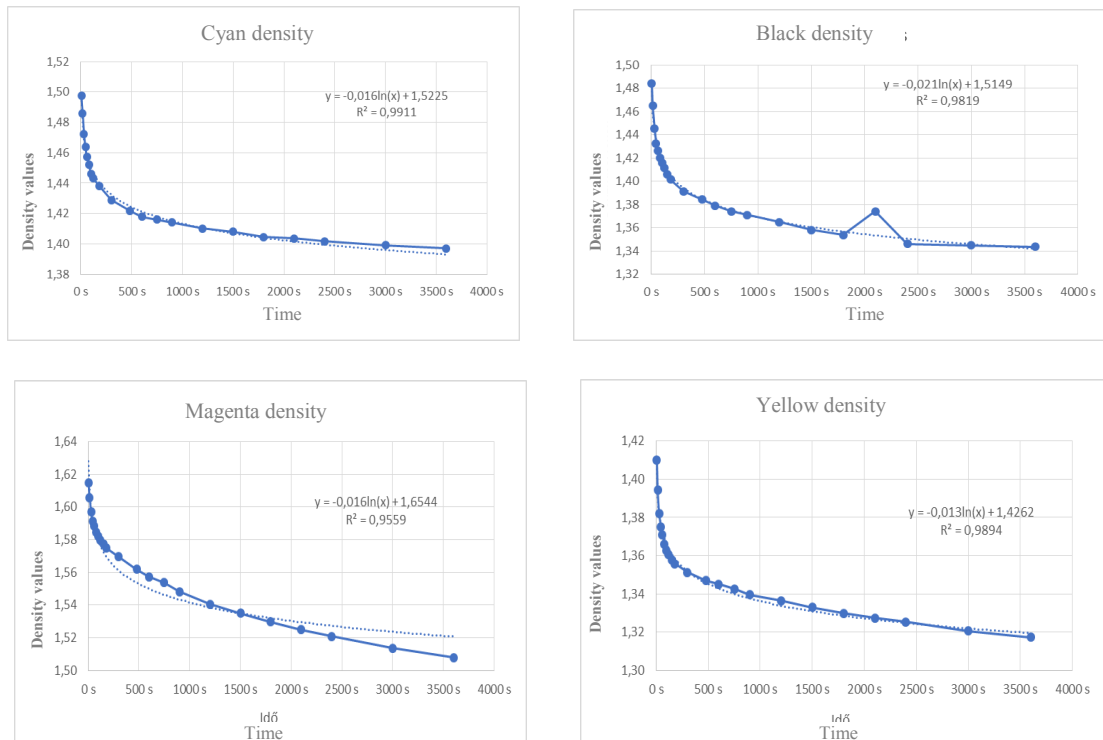 Cyan density
1,52
1,50
1,48
1,46
1,44
1,42
1,40
1,38
Density values
y = -0,016ln(x) + 1,5225
R² = 0,9911
0 s 500 s 1000 s 1500 s 2000 s 2500 s 3000 s 3500 s 4000 s
Time
Black density
1,50
1,48
1,46
1,44
1,42
1,40
1,38
1,36
1,34
1,32
Density values
y = -0,021ln(x) + 1,5149
R² = 0,9819
0 s 500 s 1000 s 1500 s 2000 s 2500 s 3000 s 3500 s 4000 s
Time
Magenta density
1,64
1,62
1,60
1,58
1,56
1,54
1,52
1,50
Density values
y = -0,016ln(x) + 1,6544
R² = 0,9559
0 s 500 s 1000 s 1500 s 2000 s 2500 s 3000 s 3500 s 4000 s
Idő
Time
Yellow density
1,42
1,40
1,38
1,36
1,34
1,32
1,30
Density values
y = -0,013ln(x) + 1,4262
R² = 0,9894
0 s 500 s 1000 s 1500 s 2000 s 2500 s 3000 s 3500 s 4000 s
Idő
Time